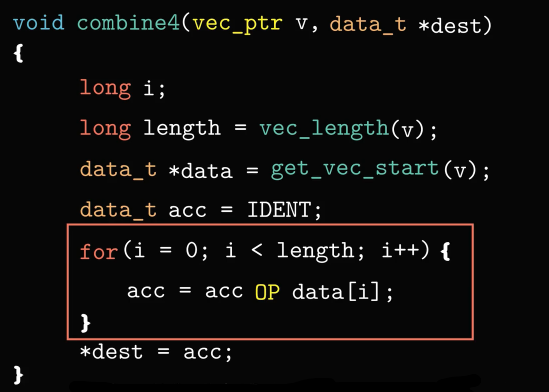 void combine4(vec_ptr v, data_t *dest)
{
long i;
long length = vec_length(v);
data_t *data = get_vec_start(v);
data_t acc = IDENT;
for(i = 0; i < length; i++) {
acc = acc OP data[i];
}
*dest = acc;
}